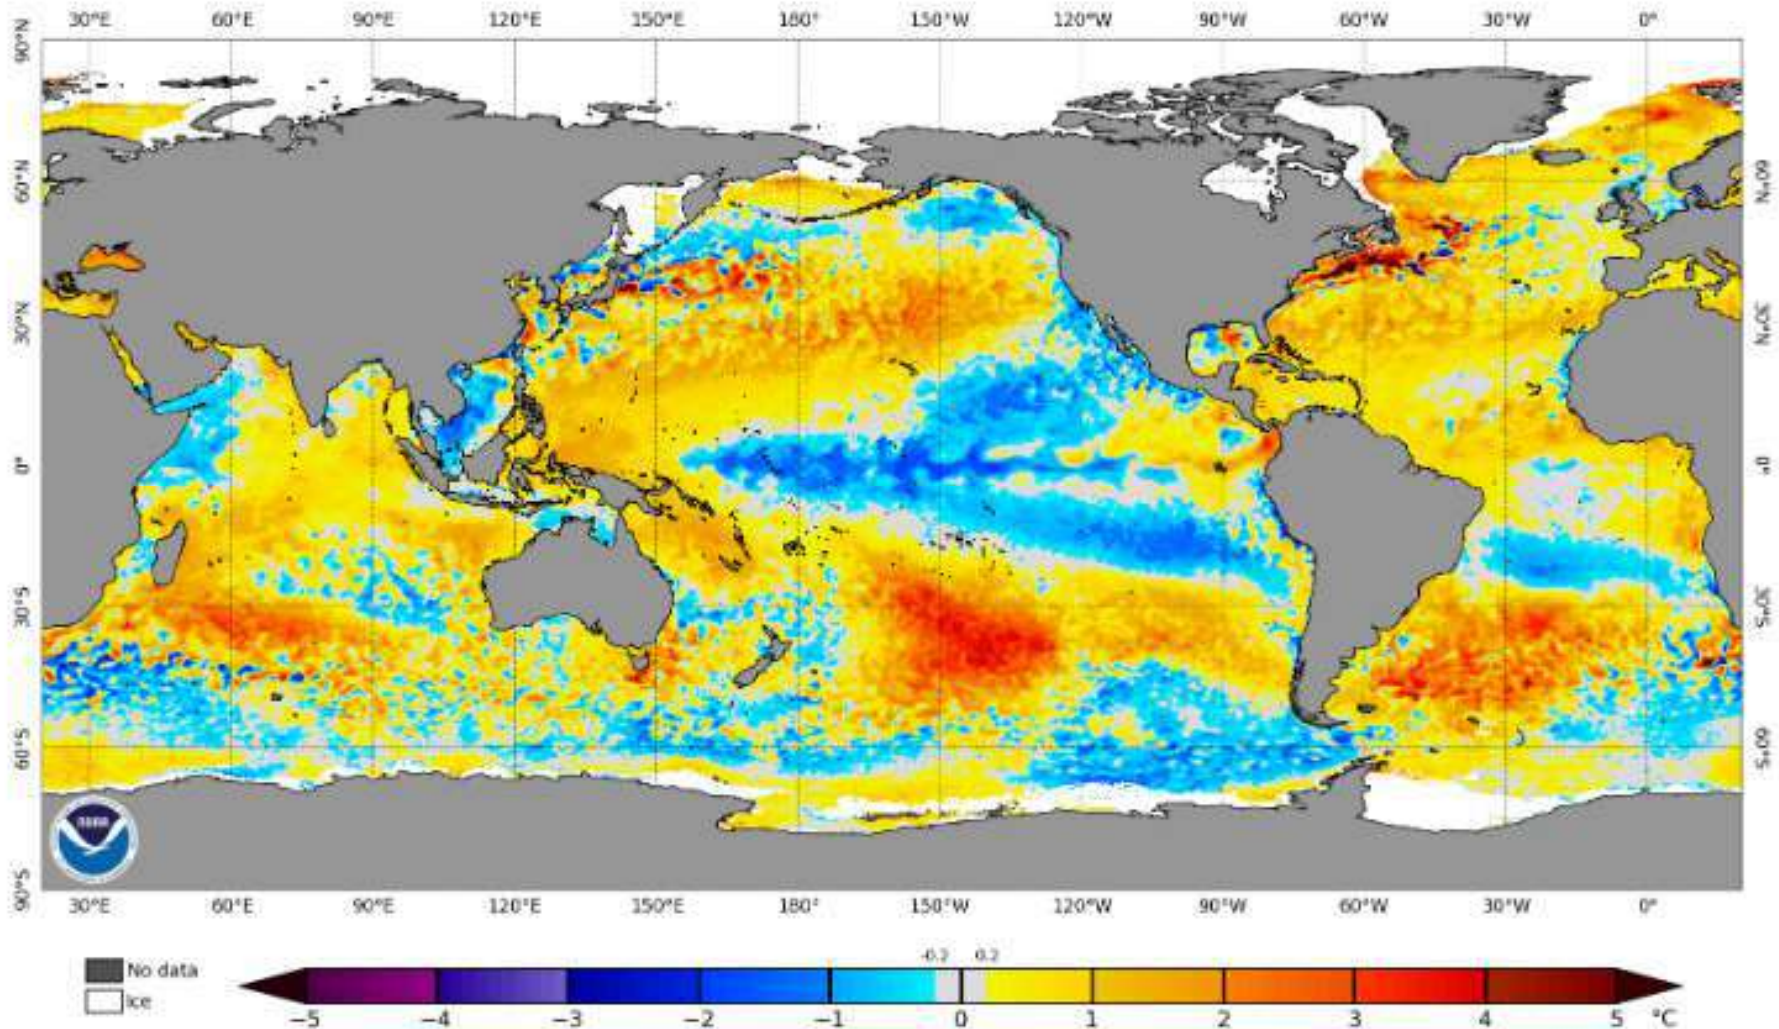 30°E 60°E 90°E 120°E 150°E 180° 150°W 120°W 90°W 60°W 30°W 0°
90°N
60°N 60°N
30°N 30°N
0° 0°
30°S 30°S
60°S 60°S
NOAA
90°S
30°E 60°E 90°E 120°E 150°E 180° 150°W 120°W 90°W 60°W 30°W 0°
-0.2 0.2
No data
Ice
−5 −4 −3 −2 −1 0 1 2 3 4 5 °C